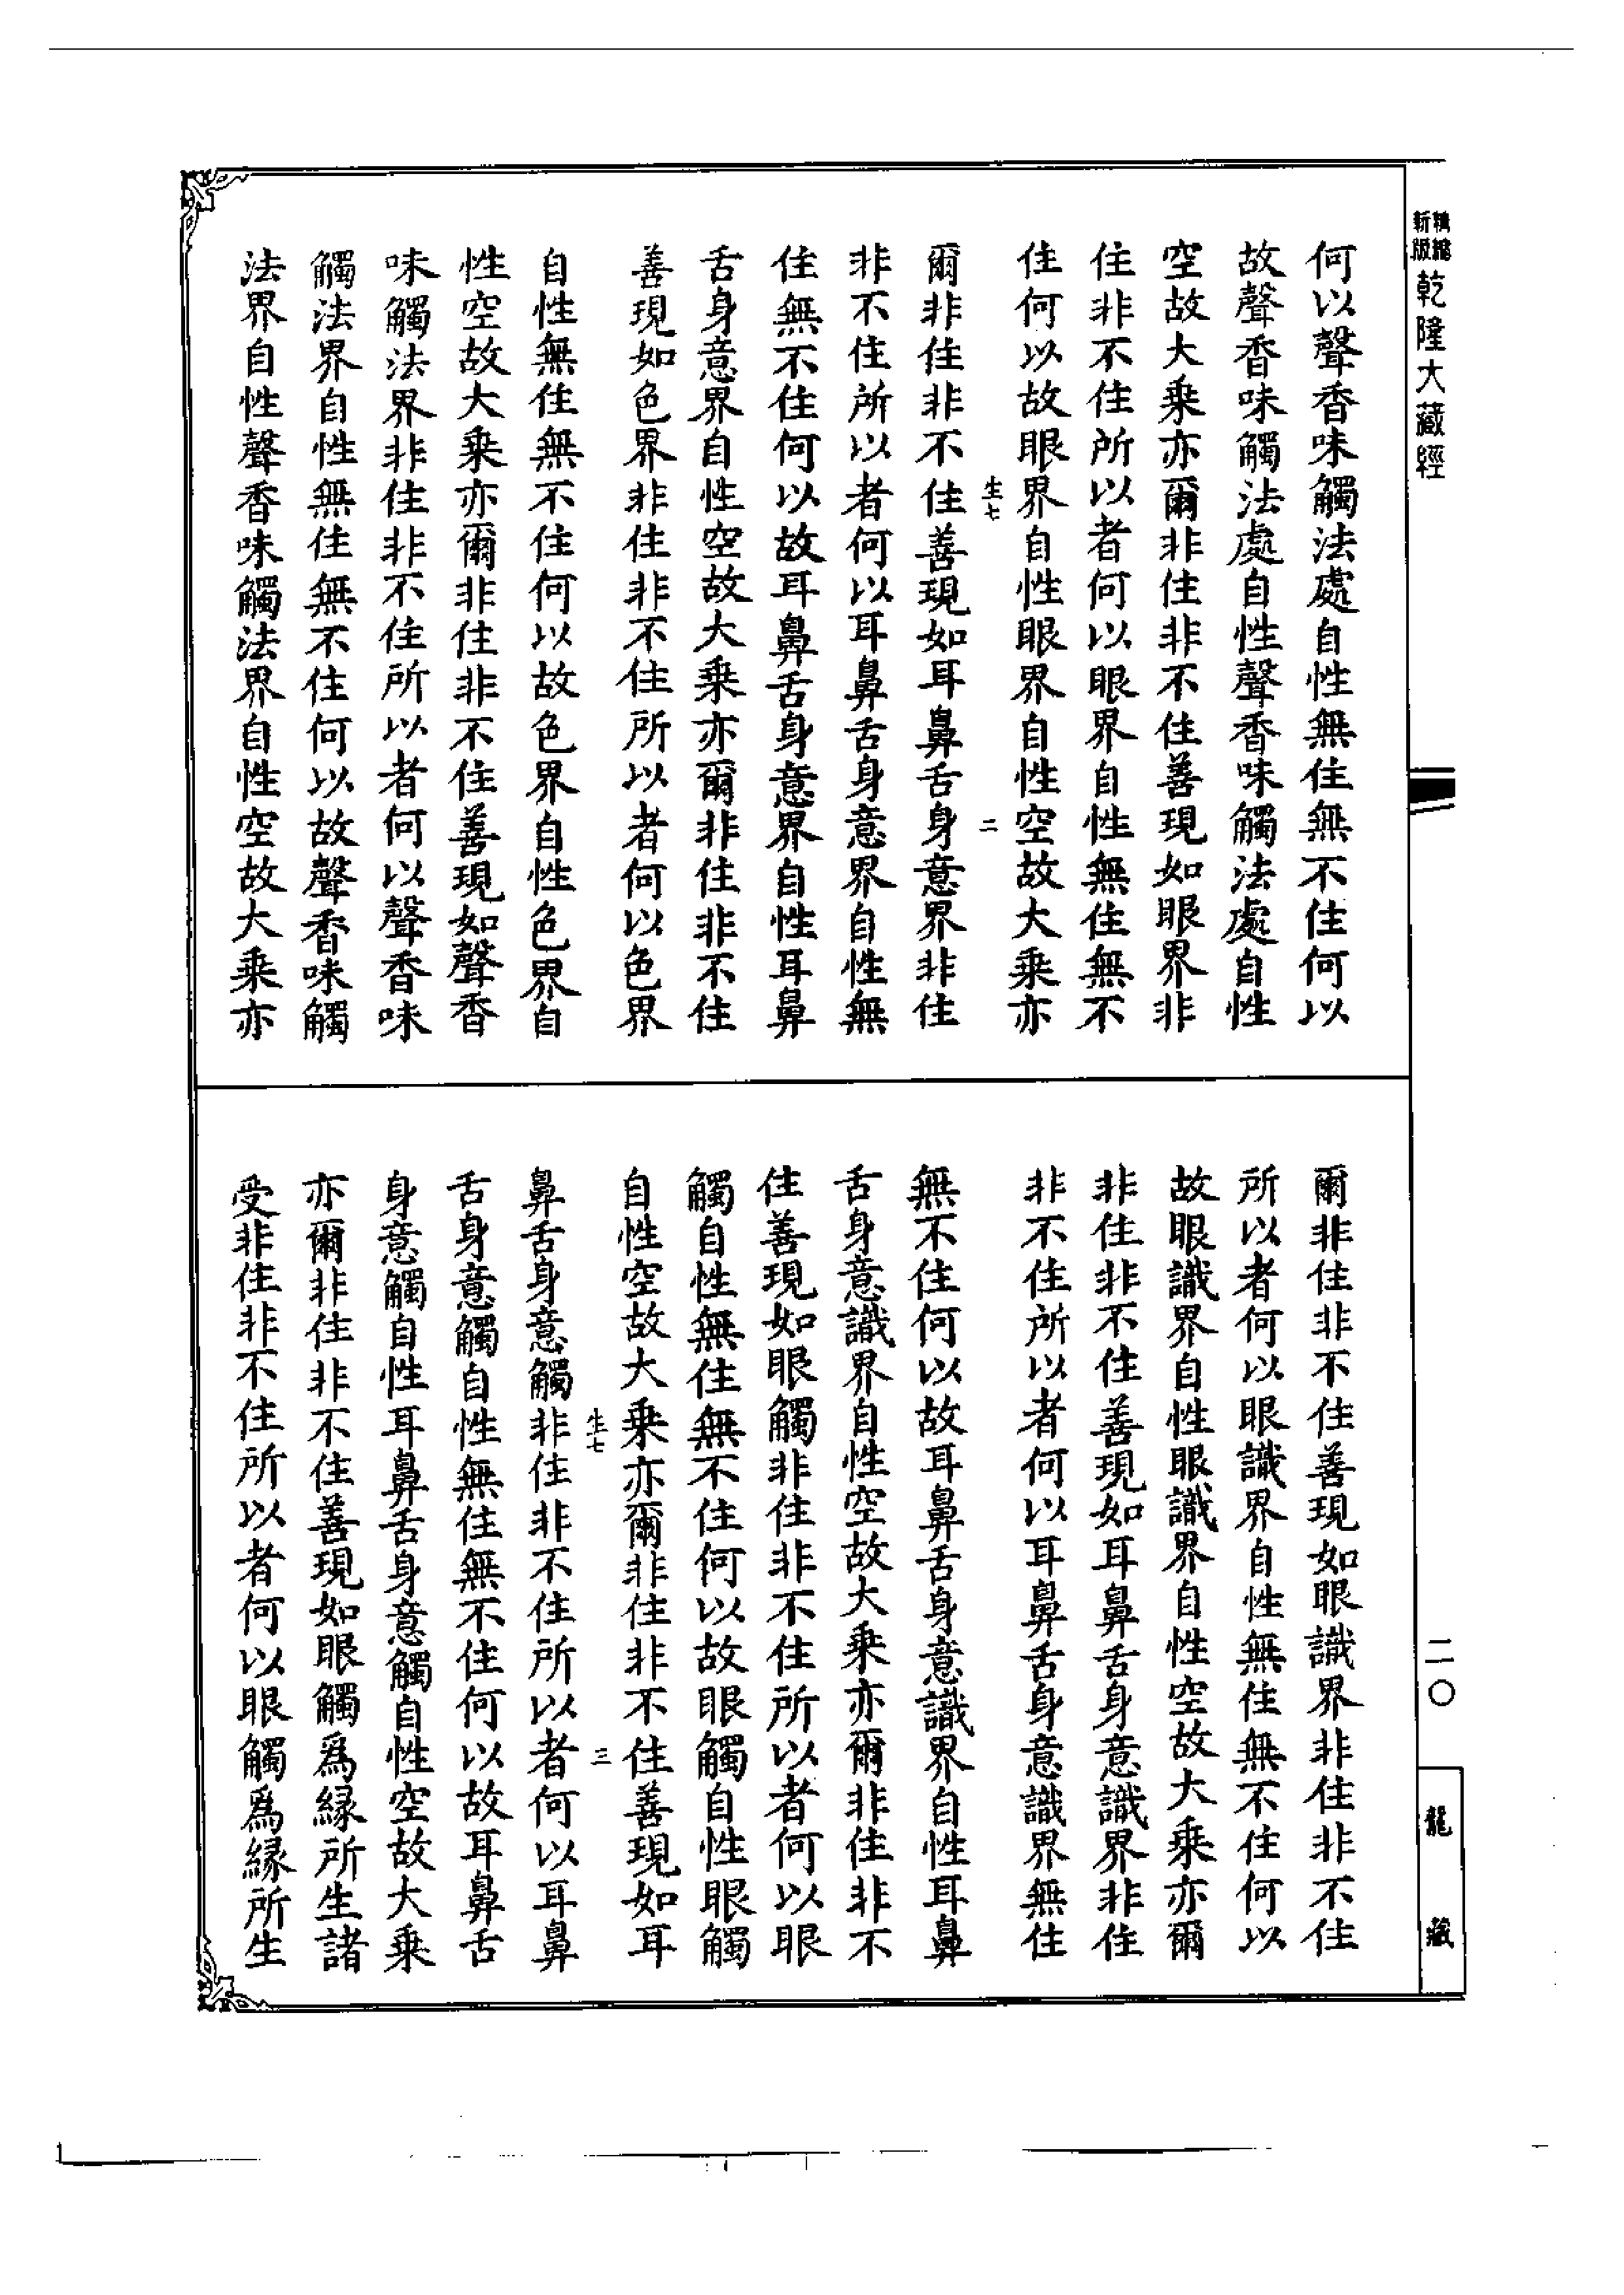 精縮新版乾隆大藏經
何以聲香味觸法處自性無住無不住何以
故聲香味觸法處自性聲香味觸法處自性
空故大乘亦爾非住非不住善現如眼界非
住非不住所以者何以眼界自性無住無不
住何以故眼界自性眼界自性空故大乘亦
生七 二
爾非住非不住善現如耳鼻舌身意界非住
非不住所以者何以耳鼻舌身意界自性無
住無不住何以故耳鼻舌身意界自性耳鼻
舌身意界自性空故大乘亦爾非住非不住
善現如色界非住非不住所以者何以色界
自性無住無不住何以故色界自性色界自
性空故大乘亦爾非住非不住善現如聲香
味觸法界非住非不住所以者何以聲香味
觸法界自性無住無不住何以故聲香味觸
法界自性聲香味觸法界自性空故大乘亦
二〇
龍藏
爾非住非不住善現如眼識界非住非不住
所以者何以眼識界自性無住無不住何以
故眼識界自性眼識界自性空故大乘亦爾
非住非不住善現如耳鼻舌身意識界非住
非不住所以者何以耳鼻舌身意識界無住
無不住何以故耳鼻舌身意識界自性耳鼻
舌身意識界自性空故大乘亦爾非住非不
住善現如眼觸非住非不住所以者何以眼
觸自性無住無不住何以故眼觸自性眼觸
自性空故大乘亦爾非住非不住善現如耳
生七 三
鼻舌身意觸非住非不住所以者何以耳鼻
舌身意觸自性無住無不住何以故耳鼻舌
身意觸自性耳鼻舌身意觸自性空故大乘
亦爾非住非不住善現如眼觸爲緣所生諸
受非住非不住所以者何以眼觸爲緣所生